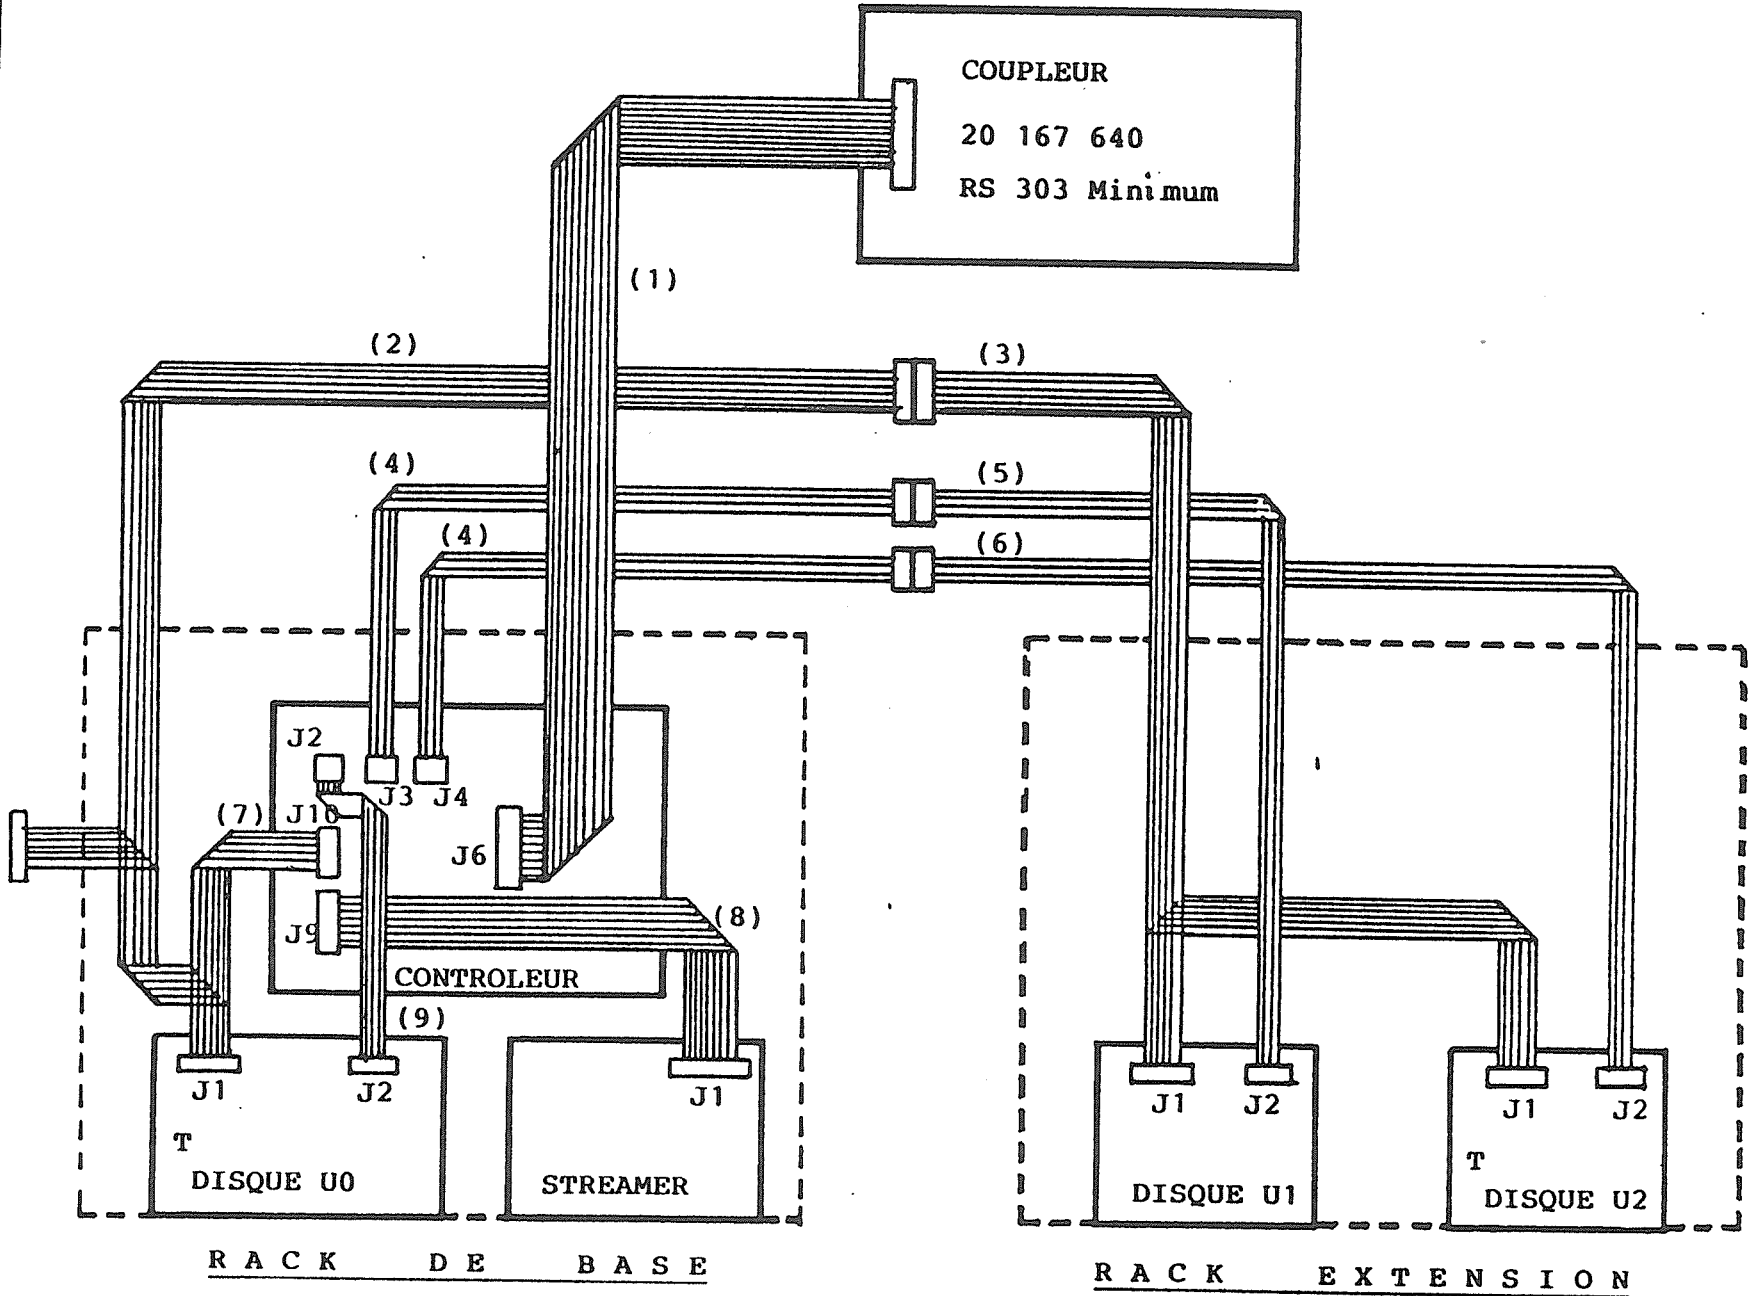 COUPLEUR
20 167 640
RS 303 Minimum
(1)
(2)
(3)
(4)
(5)
(4)
(6)
J2
J3
J4
(7)
J10
J6
J9
(8)
CONTROLEUR
(9)
J1
J2
J1
J1
J2
J1
J2
T
DISQUE U0
STREAMER
DISQUE U1
T
DISQUE U2
RACK DE BASE
RACK EXTENSION